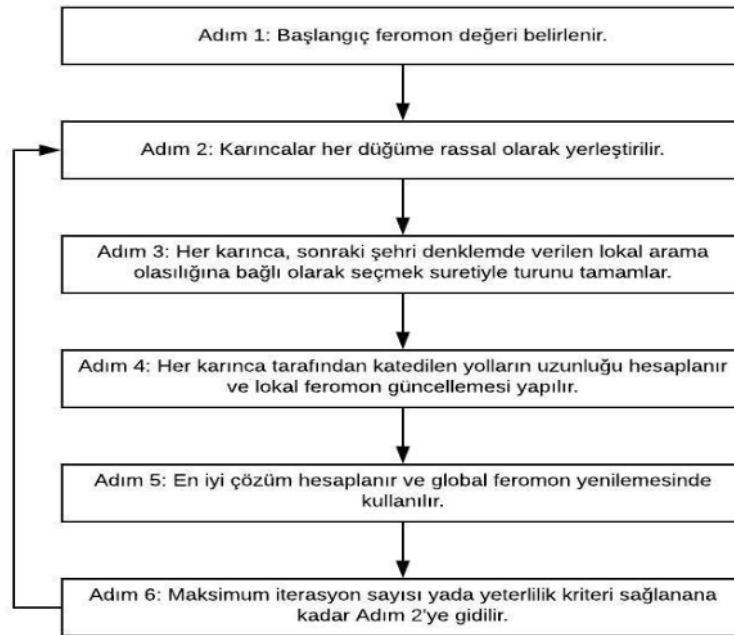 Adım 1: Başlangıç feromon değeri belirlenir.
Adım 2: Karıncalar her düğüme rassal olarak yerleştirilir.
Adım 3: Her karınca, sonraki şehri denklemde verilen lokal arama
olasılığına bağlı olarak seçmek suretiyle turunu tamamlar.
Adım 4: Her karınca tarafından katedilen yolların uzunluğu hesaplanır
ve lokal feromon güncellemesi yapılır.
Adım 5: En iyi çözüm hesaplanır ve global feromon yenilemesinde
kullanılır.
Adım 6: Maksimum iterasyon sayısı yada yeterlilik kriteri sağlanana
kadar Adım 2'ye gidilir.